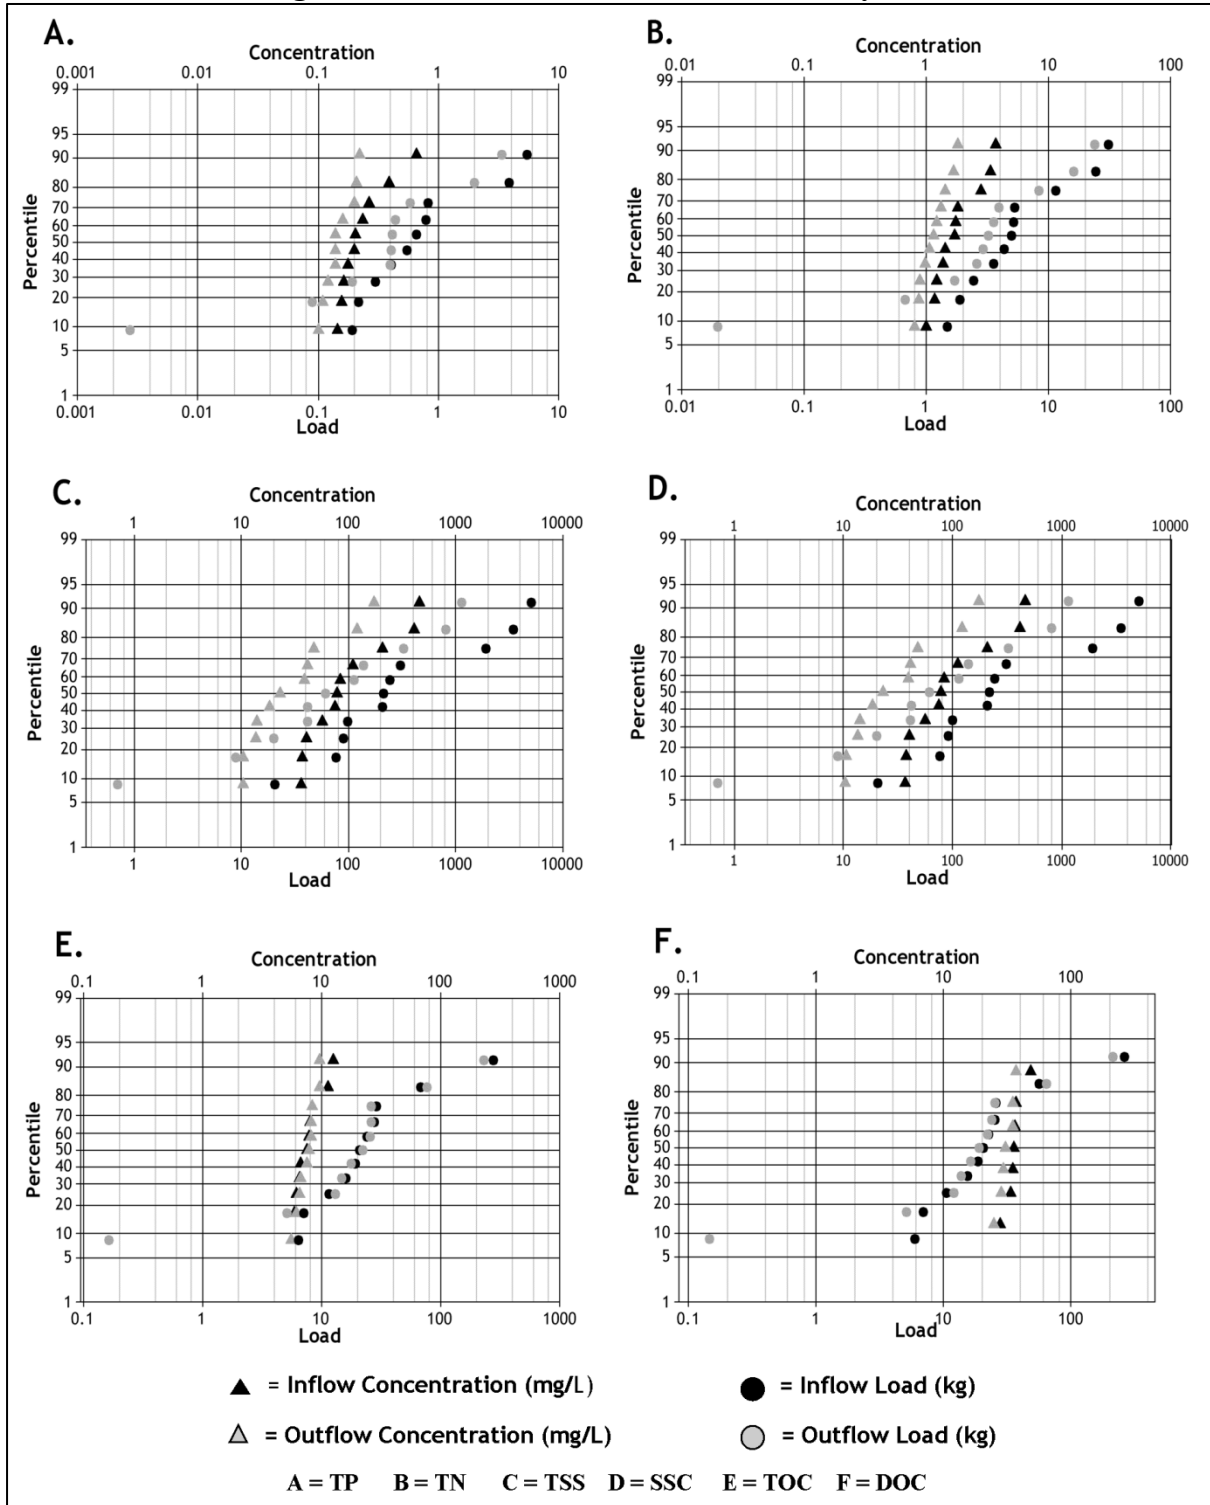 A.
Concentration
0.001 0.01 0.1 1 10
99
95
90
80
70
60
50
40
30
20
10
5
1
Percentile
0.001 0.01 0.1 1 10
Load
B.
Concentration
0.01 0.1 1 10 100
99
95
90
80
70
60
50
40
30
20
10
5
1
Percentile
0.01 0.1 1 10 100
Load
C.
Concentration
1 10 100 1000 10000
99
95
90
80
70
60
50
40
30
20
10
5
1
Percentile
1 10 100 1000 10000
Load
D.
Concentration
1 10 100 1000 10000
99
95
90
80
70
60
50
40
30
20
10
5
1
Percentile
1 10 100 1000 10000
Load
E.
Concentration
0.1 1 10 100 1000
99
95
90
80
70
60
50
40
30
20
10
5
1
Percentile
0.1 1 10 100 1000
Load
F.
Concentration
0.1 1 10 100
99
95
90
80
70
60
50
40
30
20
10
5
1
Percentile
0.1 1 10 100
Load
= Inflow Concentration (mg/L)
= Inflow Load (kg)
= Outflow Concentration (mg/L)
= Outflow Load (kg)
A = TP B = TN C = TSS D = SSC E = TOC F = DOC